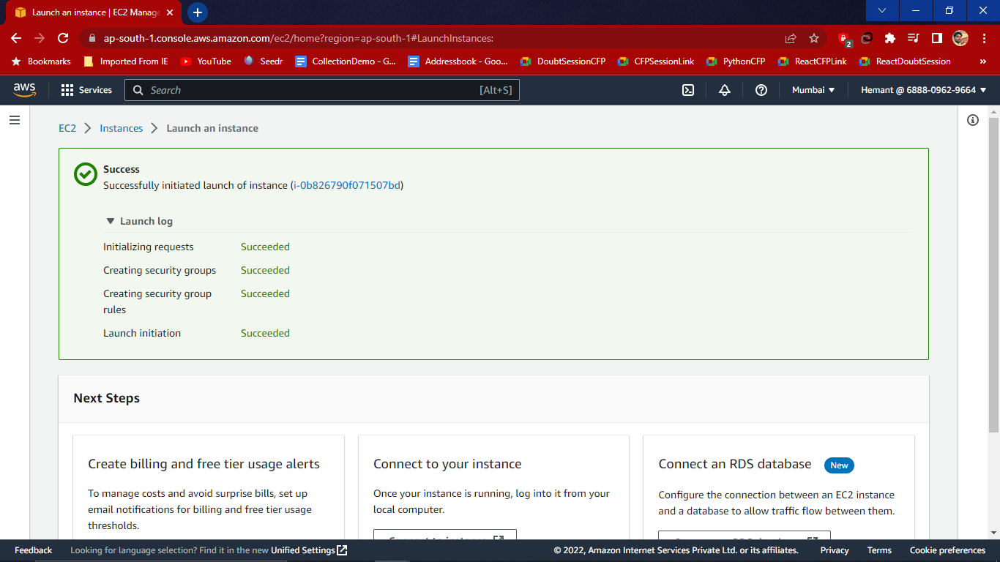 Launch an instance | EC2 Manage
ap-south-1.console.aws.amazon.com/ec2/home?region=ap-south-1#LaunchInstances:
2
Bookmarks Imported From IE YouTube Seedr CollectionDemo - G... Addressbook - Goo... DoubtSessionCFP CFPSessionLink PythonCFP ReactCFPLink ReactDoubtSession »
aws Services Search [Alt+S] Mumbai Hemant @ 6888-0962-9664
EC2 Instances Launch an instance
Success
Successfully initiated launch of instance (i-0b826790f071507bd)
Launch log
Initializing requests Succeeded
Creating security groups Succeeded
Creating security group Succeeded
rules
Launch initiation Succeeded
Next Steps
Create billing and free tier usage alerts
To manage costs and avoid surprise bills, set up
email notifications for billing and free tier usage
thresholds.
Connect to your instance
Once your instance is running, log into it from your
local computer.
Connect an RDS database New
Configure the connection between an EC2 instance
and a database to allow traffic flow between them.
Feedback Looking for language selection? Find it in the new Unified Settings © 2022, Amazon Internet Services Private Ltd. or its affiliates. Privacy Terms Cookie preferences